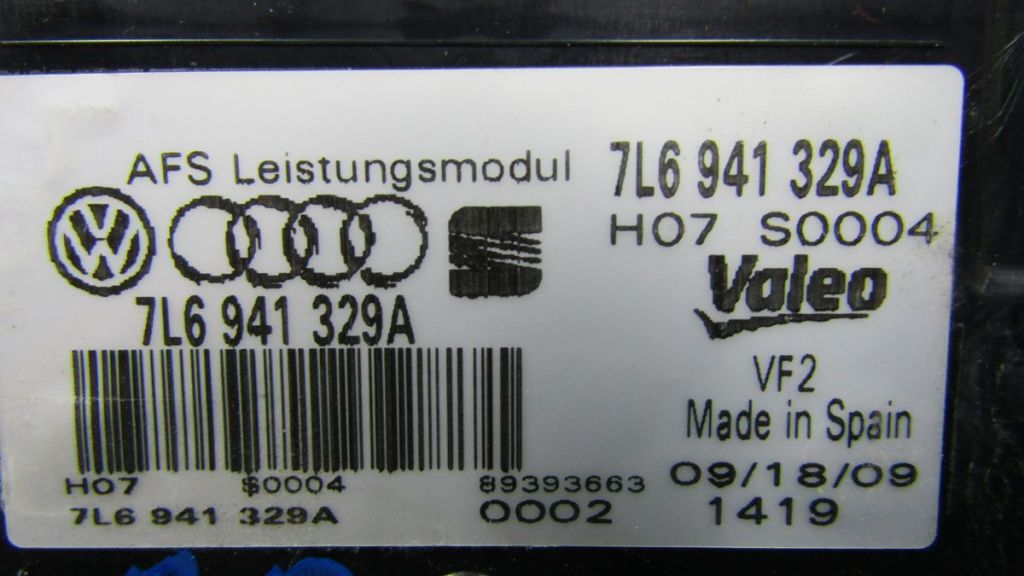 AFS Leistungsmodul
7L6 941 329A
H07 S0004
VW
7L6 941 329A
Valeo
VF2
Made in Spain
09/18/09
1419
H07 S0004 89393663
7L6 941 329A 0002